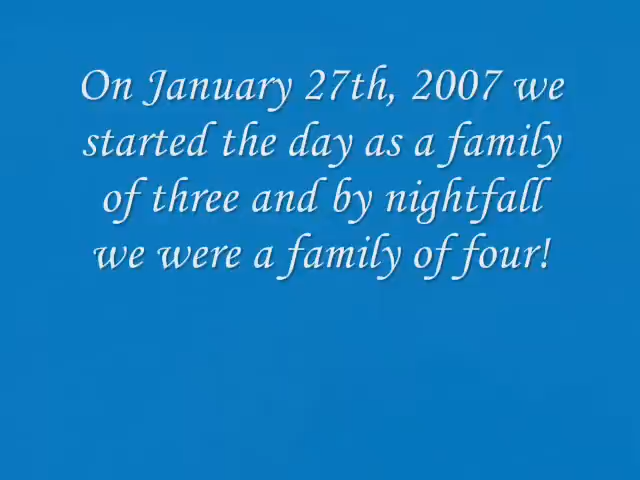 On January 27th, 2007 we
started the day as a family
of three and by nightfall
we were a family of four!